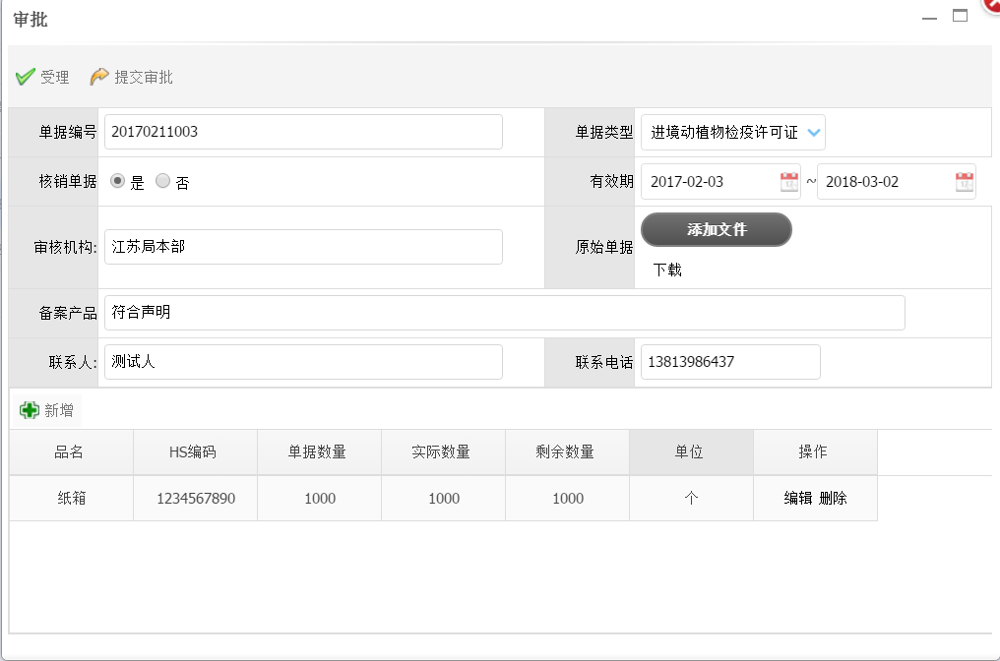 审批
受理 提交审批
单据编号 20170211003 单据类型 进境动植物检疫许可证
核销单据 是 否 有效期 2017-02-03 ~ 2018-03-02
审核机构: 江苏局本部 原始单据 添加文件
下载
备案产品 符合声明
联系人: 测试人 联系电话 13813986437
新增
品名 HS编码 单据数量 实际数量 剩余数量 单位 操作
纸箱 1234567890 1000 1000 1000 个 编辑 删除